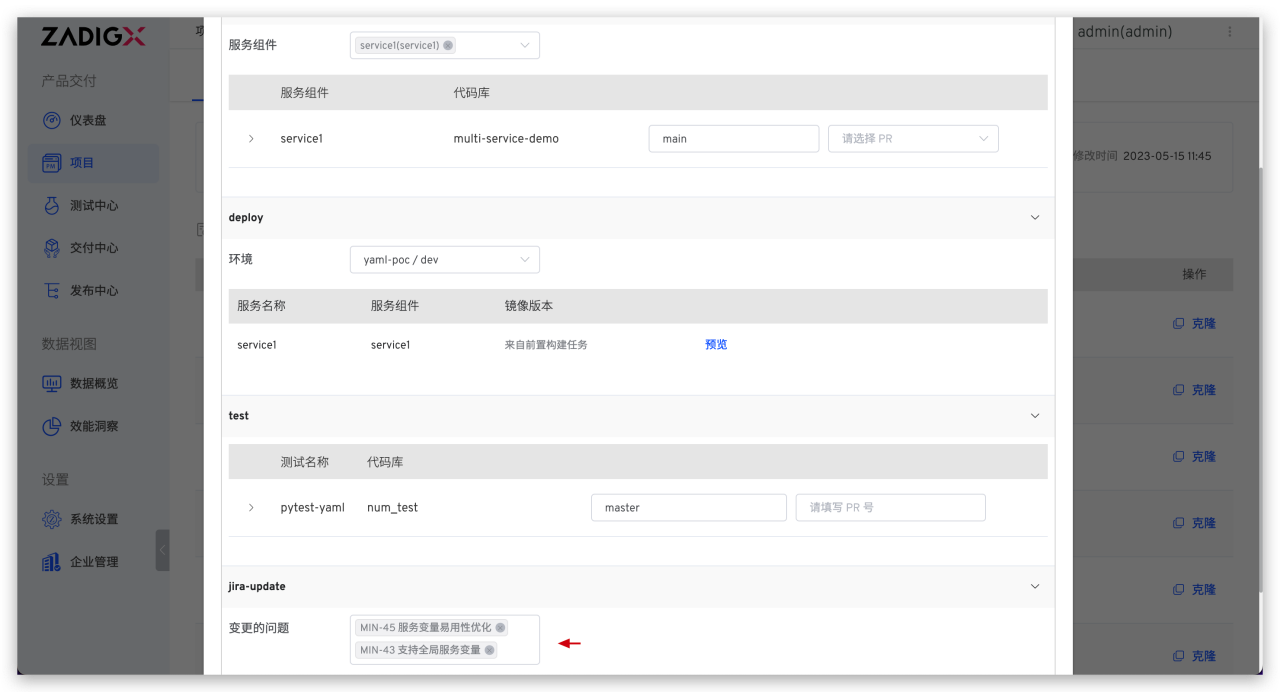 ZADIGX
项
admin(admin)
产品交付
仪表盘
项目
测试中心
交付中心
发布中心
数据视图
数据概览
效能洞察
设置
系统设置
企业管理
服务组件 service1(service1)
服务组件 代码库
service1 multi-service-demo main 请选择 PR
deploy
环境 yaml-poc / dev
服务名称 服务组件 镜像版本
service1 service1 来自前置构建任务 预览
test
测试名称 代码库
pytest-yaml num_test master 请填写 PR 号
jira-update
变更的问题 MIN-45 服务变量易用性优化
MIN-43 支持全局服务变量
修改时间 2023-05-15 11:45
操作
克隆
克隆
克隆
克隆
克隆
克隆